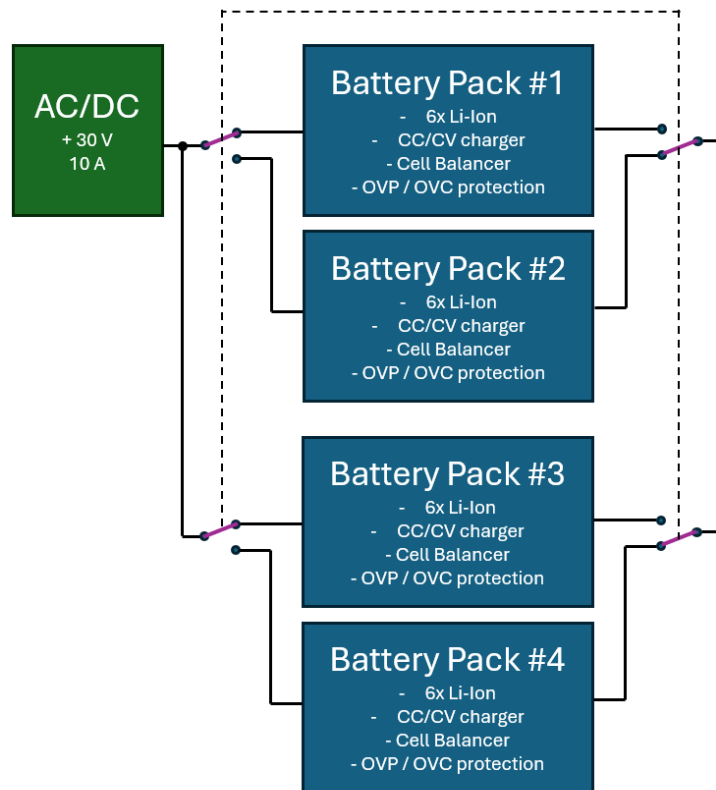 AC/DC
+ 30 V
10 A
Battery Pack #1
- 6x Li-Ion
- CC/CV charger
- Cell Balancer
- OVP / OVC protection
Battery Pack #2
- 6x Li-Ion
- CC/CV charger
- Cell Balancer
- OVP / OVC protection
Battery Pack #3
- 6x Li-Ion
- CC/CV charger
- Cell Balancer
- OVP / OVC protection
Battery Pack #4
- 6x Li-Ion
- CC/CV charger
- Cell Balancer
- OVP / OVC protection